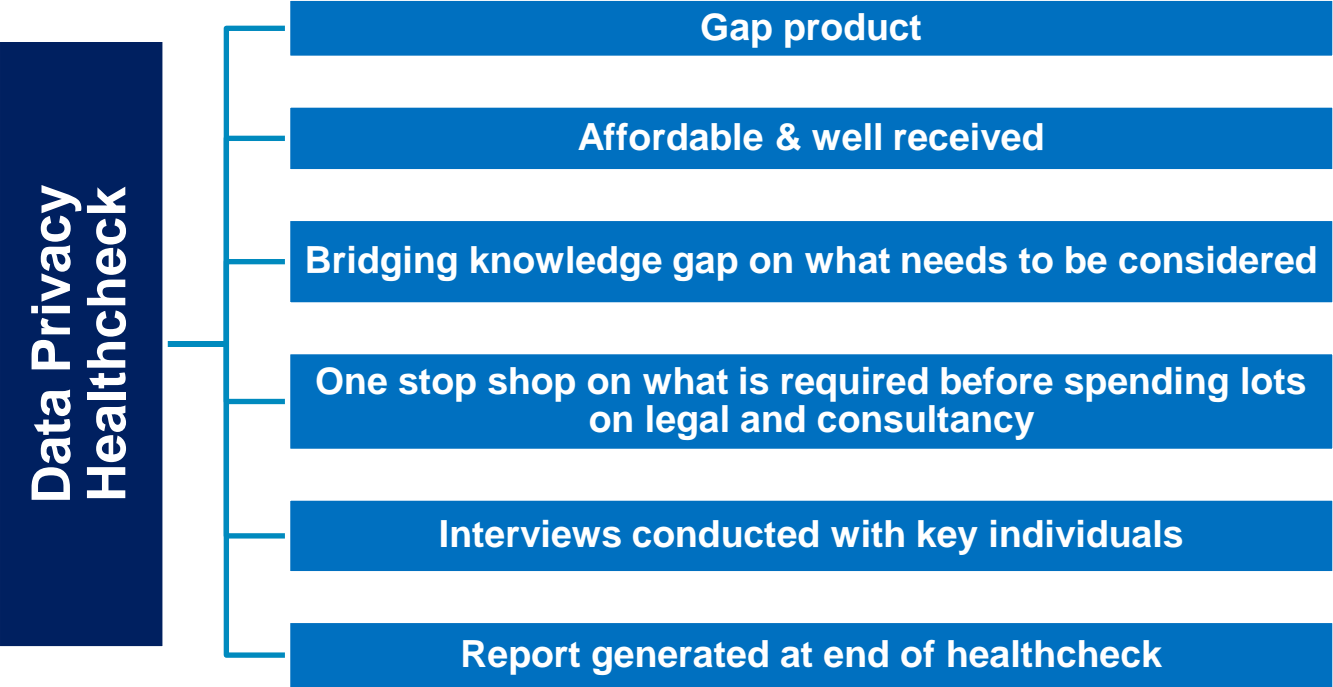 Data Privacy
Healthcheck
Gap product
Affordable & well received
Bridging knowledge gap on what needs to be considered
One stop shop on what is required before spending lots
on legal and consultancy
Interviews conducted with key individuals
Report generated at end of healthcheck